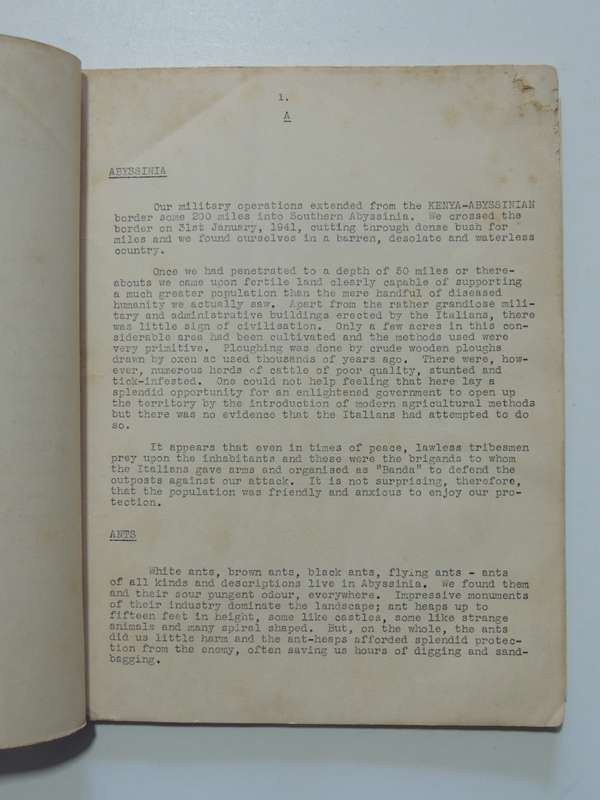 1.
A
ABYSSINIA
Our military operations extended from the KENYA-ABYSSINIAN
border some 200 miles into Southern Abyssinia. We crossed the
border on 31st January, 1941, cutting through dense bush for
miles and we found ourselves in a barren, desolate and waterless
country.
Once we had penetrated to a depth of 50 miles or there-
abouts we came upon fertile land clearly capable of supporting
a much greater population than the mere handful of diseased
humanity we actually saw. Apart from the rather grandiose mili-
tary and administrative buildings erected by the Italians, there
was little sign of civilisation. Only a few acres in this con-
siderable area had been cultivated and the methods used were
very primitive. Ploughing was done by crude wooden ploughs
drawn by oxen as used thousands of years ago. There were, how-
ever, numerous herds of cattle of poor quality, stunted and
tick-infested. One could not help feeling that here lay a
splendid opportunity for an enlightened government to open up
the territory by the introduction of modern agricultural methods
but there was no evidence that the Italians had attempted to do
so.
It appears that even in times of peace, lawless tribesmen
prey upon the inhabitants and these were the brigands to whom
the Italians gave arms and organised as "Banda" to defend the
outposts against our attack. It is not surprising, therefore,
that the population was friendly and anxious to enjoy our pro-
tection.
ANTS
White ants, brown ants, black ants, flying ants - ants
of all kinds and descriptions live in Abyssinia. We found them
and their sour pungent odour, everywhere. Impressive monuments
of their industry dominate the landscape; ant heaps up to
fifteen feet in height, some like castles, some like strange
animals and many spiral shaped. But, on the whole, the ants
did us little harm and the ant-heaps afforded splendid protec-
tion from the enemy, often saving us hours of digging and sand-
bagging.